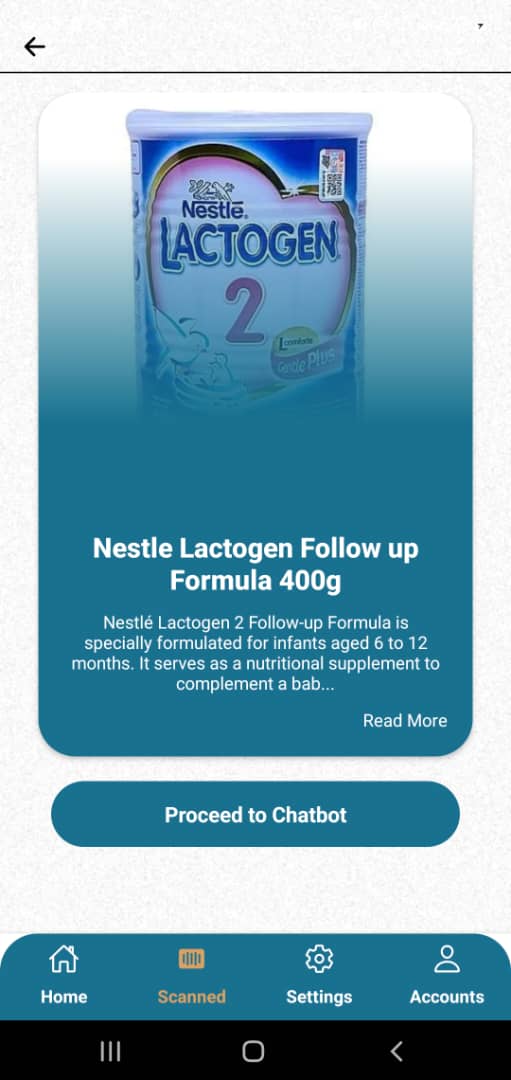 Nestlé.
LACTOGEN
2
L comfortis
Gentle Plus
Nestle Lactogen Follow up
Formula 400g
Nestlé Lactogen 2 Follow-up Formula is
specially formulated for infants aged 6 to 12
months. It serves as a nutritional supplement to
complement a bab...
Read More
Proceed to Chatbot
Home
Scanned
Settings
Accounts